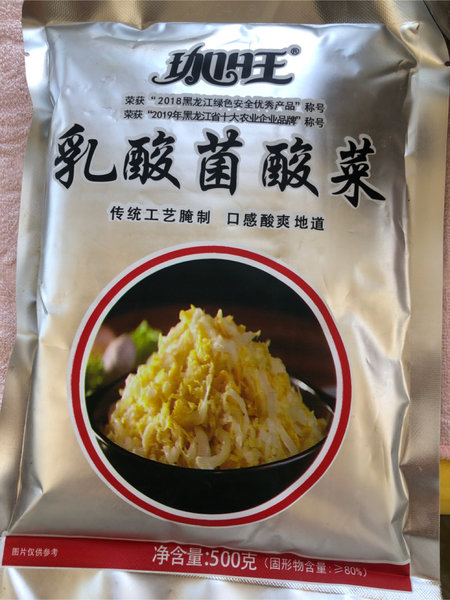 珈旺®
荣获“2018黑龙江绿色安全优秀产品”称号
荣获“2019年黑龙江省十大农业企业品牌”称号
乳酸菌酸菜
传统工艺腌制 口感酸爽地道
图片仅供参考
净含量:500克(固形物含量:≥80%)